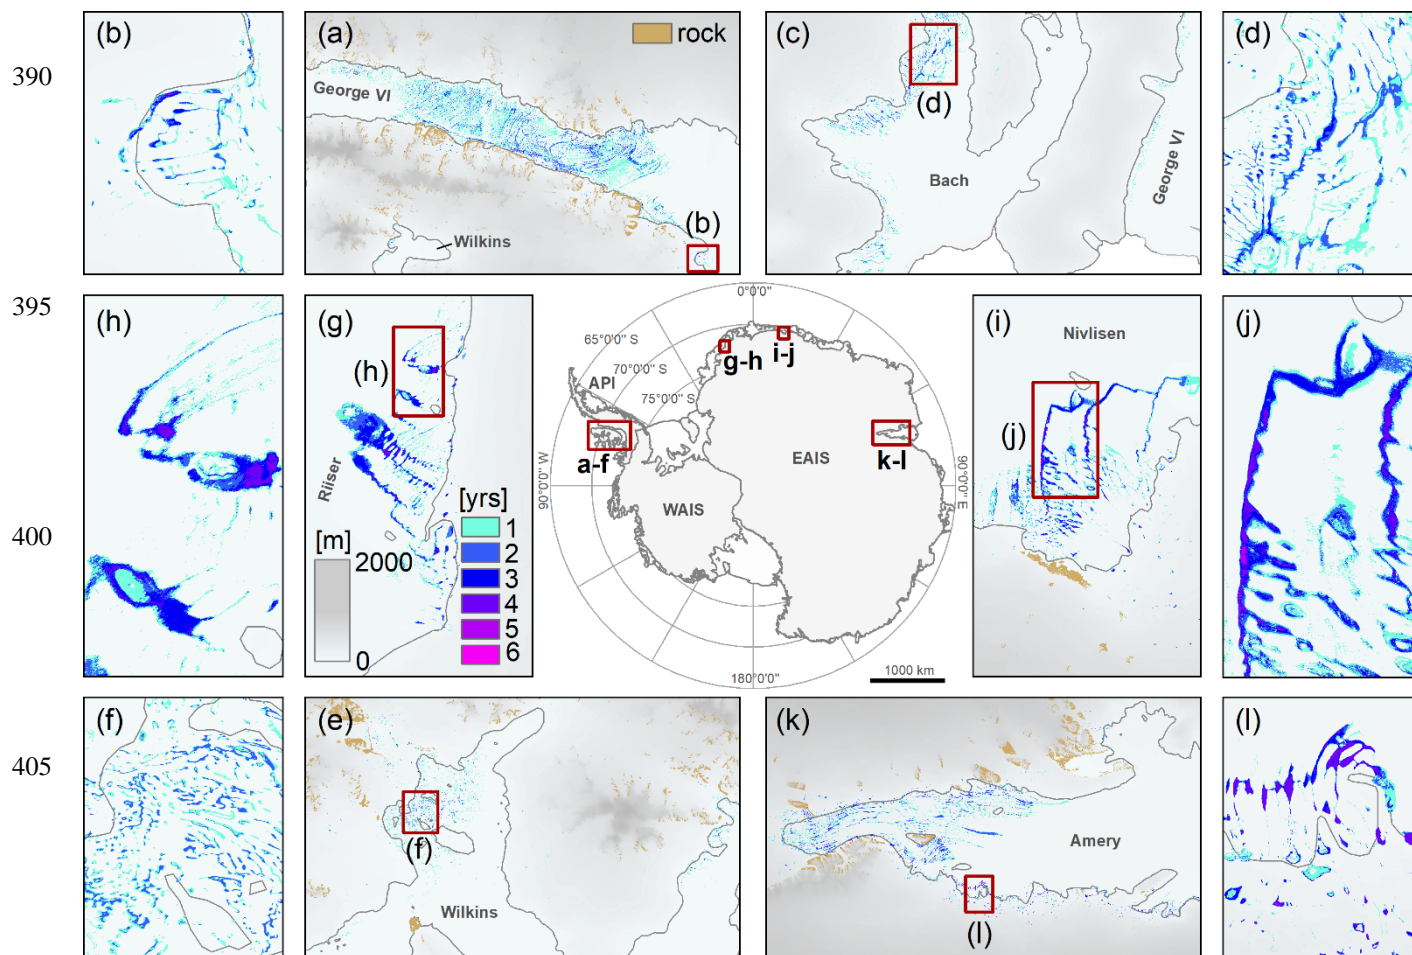 390
395
400
405
(b)
(a)
rock
George VI
Wilkins
(b)
(c)
(d)
Bach
George VI
(d)
(h)
(g)
(h)
Riiser
[m]
2000
0
[yrs]
1
2
3
4
5
6
0°0'0"
65°0'0" S
70°0'0" S
75°0'0" S
API
g-h
i-j
a-f
k-l
EAIS
WAIS
90°0'0" W
90°0'0" E
180°0'0"
1000 km
(i)
Nivlisen
(j)
(j)
(f)
(e)
(f)
Wilkins
(k)
Amery
(l)
(l)